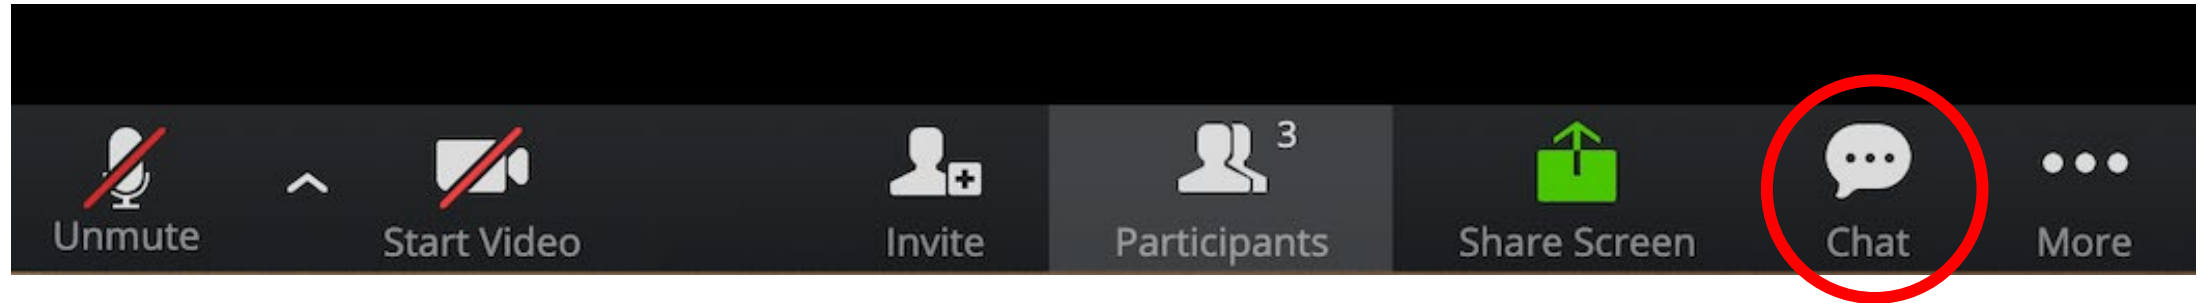 3
Unmute
Start Video
Invite
Participants
Share Screen
Chat
More